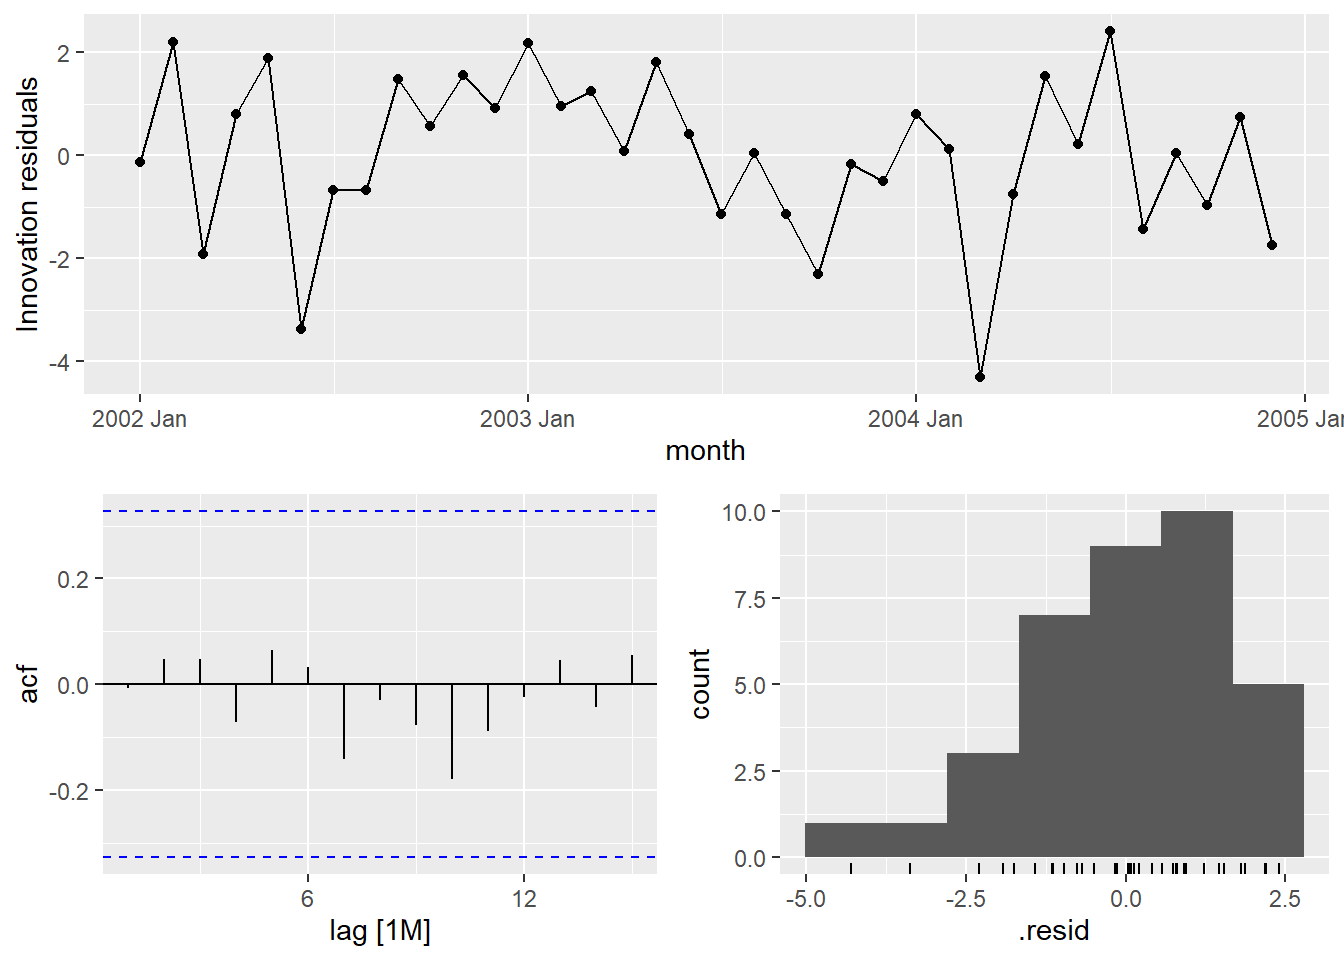 Innovation residuals
2
0
-2
-4
2002 Jan
2003 Jan
2004 Jan
2005 Jan
month
acf
0.2
0.0
-0.2
6
12
lag [1M]
count
10.0
7.5
5.0
2.5
0.0
-5.0
-2.5
0.0
2.5
.resid